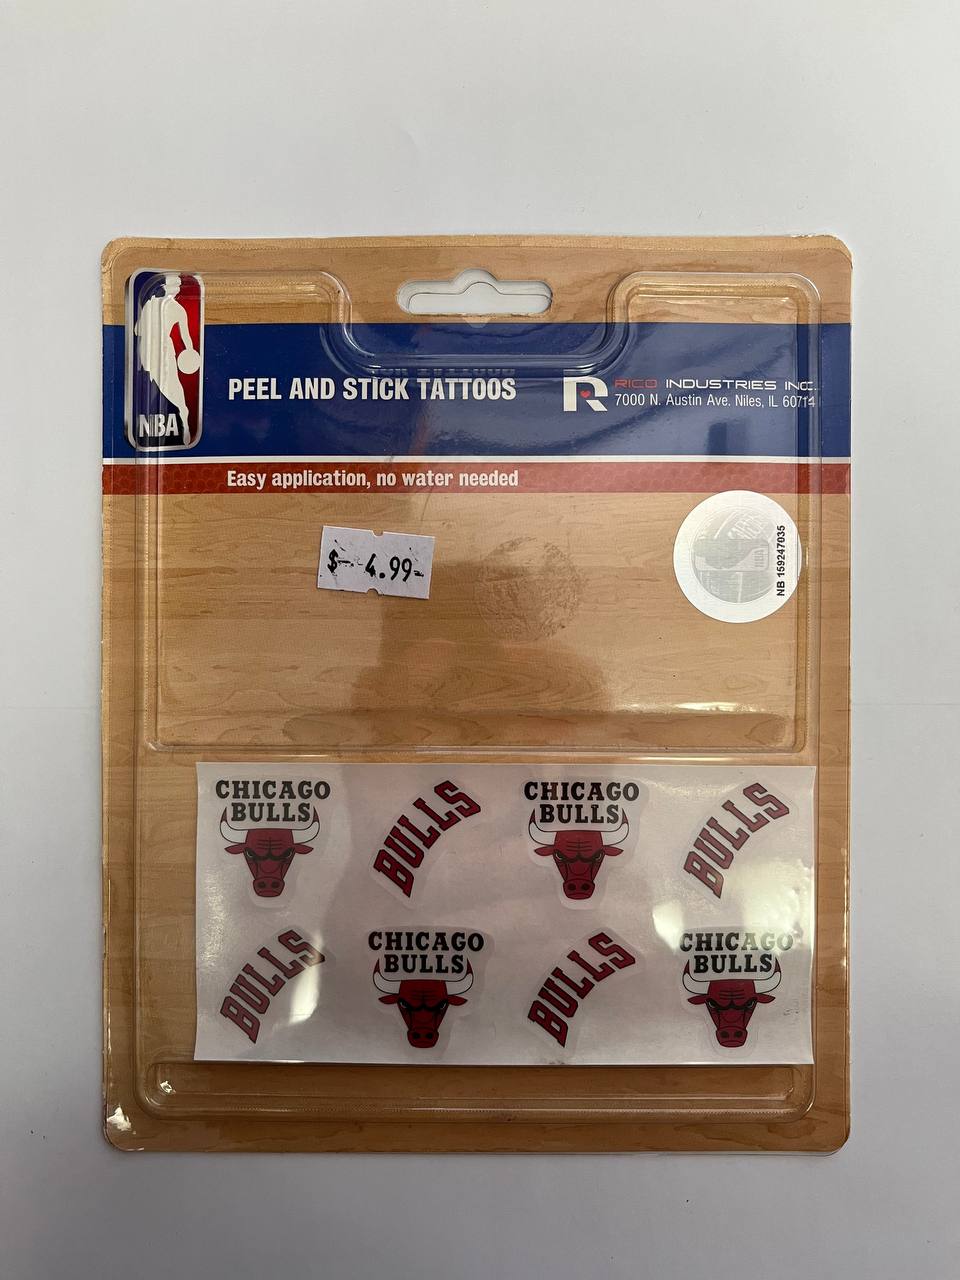 NBA
PEEL AND STICK TATTOOS
RICO INDUSTRIES INC.
7000 N. Austin Ave. Niles, IL 60714
Easy application, no water needed
$ 4.99
NB 159247035
CHICAGO
BULLS
BULLS
CHICAGO
BULLS
BULLS
BULLS
CHICAGO
BULLS
BULLS
CHICAGO
BULLS